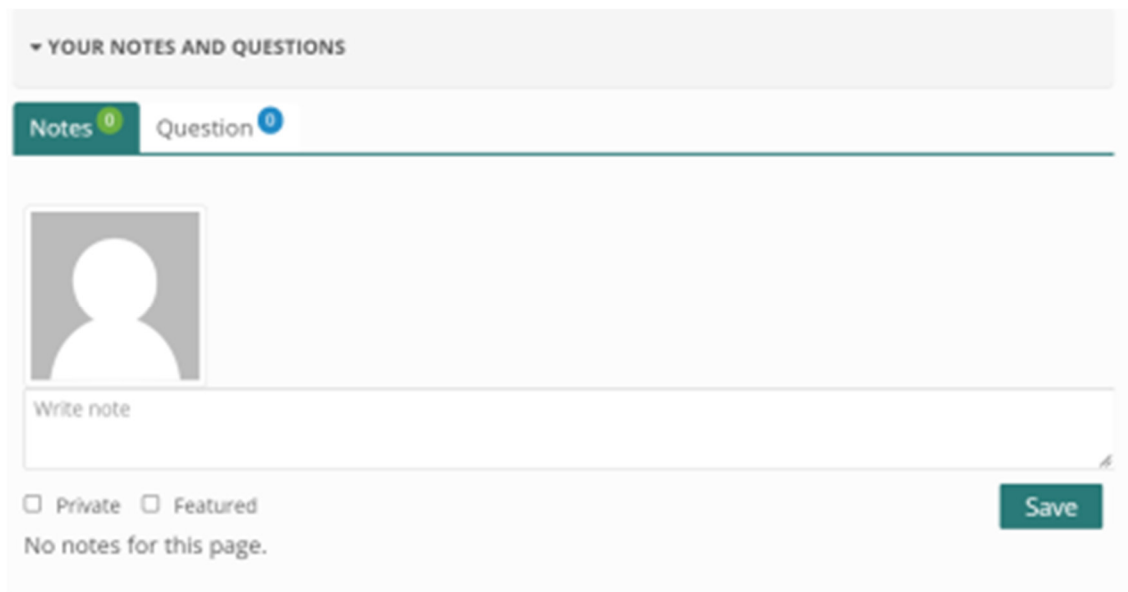 YOUR NOTES AND QUESTIONS
Notes 0 Question 0
Write note
Private Featured Save
No notes for this page.